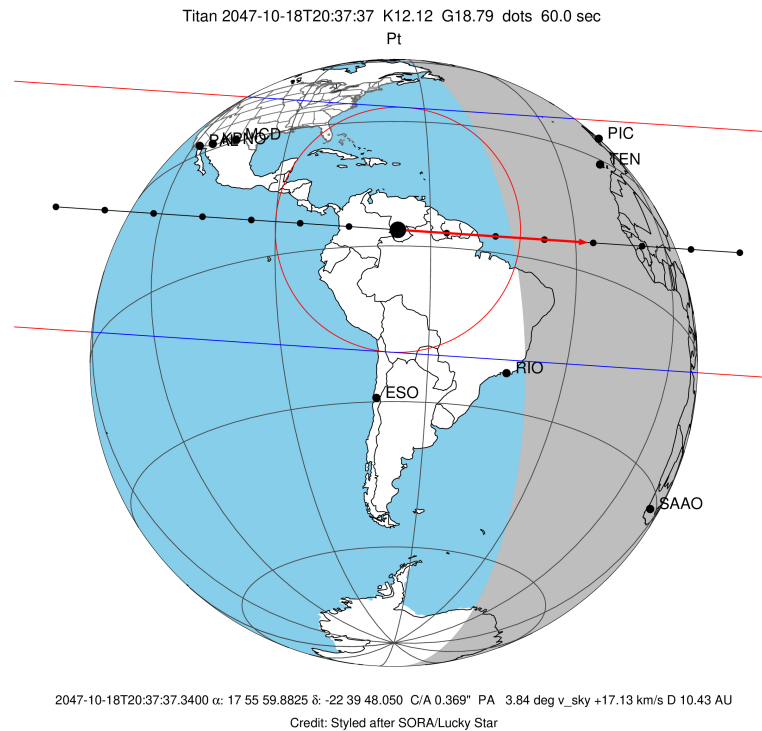 Titan 2047-10-18T20:37:37 K12.12 G18.79 dots 60.0 sec
Pt
MCD
PIC
TEN
RIO
ESO
SAAO
2047-10-18T20:37:37.3400 α: 17 55 59.8825 δ: -22 39 48.050 C/A 0.369" PA 3.84 deg v_sky +17.13 km/s D 10.43 AU
Credit: Styled after SORA/Lucky Star